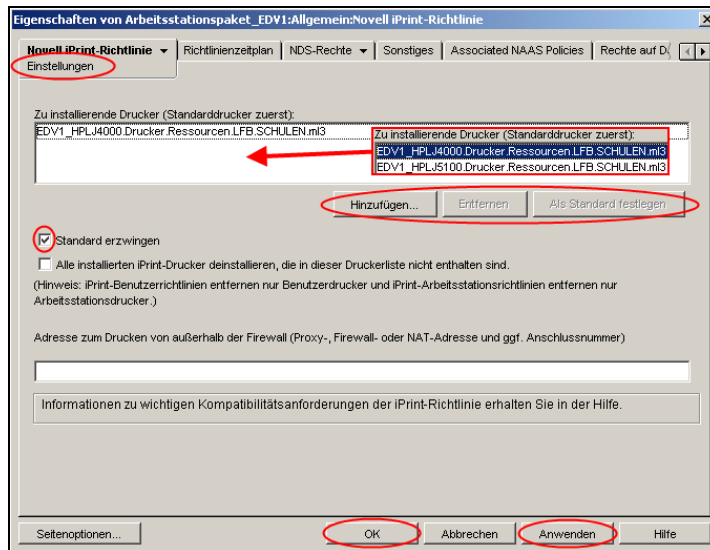 Eigenschaften von Arbeitsstationspaket_EDV1:Allgemein:Novell iPrint-Richtlinie
Novell iPrint-Richtlinie
Richtlinienzeitplan
NDS-Rechte
Sonstiges
Associated NAAS Policies
Rechte auf
Einstellungen
Zu installierende Drucker (Standarddrucker zuerst):
EDV1_HPLJ4000.Drucker.Ressourcen.LFB.SCHULEN.ml3
Zu installierende Drucker (Standarddrucker zuerst):
EDV1_HPLJ4000.Drucker.Ressourcen.LFB.SCHULEN.ml3
EDV1_HPLJ5100.Drucker.Ressourcen.LFB.SCHULEN.ml3
Hinzufügen...
Entfernen
Als Standard festlegen
Standard erzwingen
Alle installierten iPrint-Drucker deinstallieren, die in dieser Druckerliste nicht enthalten sind.
(Hinweis: iPrint-Benutzerrichtlinien entfernen nur Benutzerdrucker und iPrint-Arbeitsstationsrichtlinien entfernen nur
Arbeitsstationsdrucker.)
Adresse zum Drucken von außerhalb der Firewall (Proxy-, Firewall- oder NAT-Adresse und ggf. Anschlussnummer)
Informationen zu wichtigen Kompatibilitätsanforderungen der iPrint-Richtlinie erhalten Sie in der Hilfe.
Seitenoptionen...
OK
Abbrechen
Anwenden
Hilfe